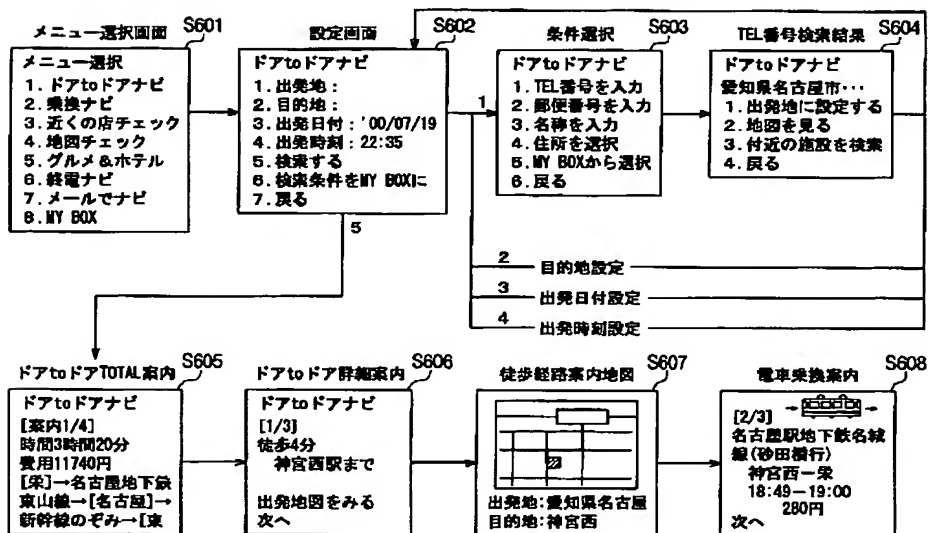 メニュー選択画面 S601
メニュー選択
1. ドアtoドアナビ
2. 乗換ナビ
3. 近くの店チェック
4. 地図チェック
5. グルメ&ホテル
6. 終電ナビ
7. メールでナビ
8. MY BOX
設定画面 S602
ドアtoドアナビ
1. 出発地:
2. 目的地:
3. 出発日付:'00/07/19
4. 出発時刻:22:35
5. 検索する
6. 検索条件をMY BOXに
7. 戻る
条件選択 S603
ドアtoドアナビ
1. TEL番号を入力
2. 郵便番号を入力
3. 名称を入力
4. 住所を選択
5. MY BOXから選択
6. 戻る
TEL番号検索結果 S604
ドアtoドアナビ
愛知県名古屋市・・・
1. 出発地に設定する
2. 地図を見る
3. 付近の施設を検索
4. 戻る
1
5
2 目的地設定
3 出発日付設定
4 出発時刻設定
ドアtoドアTOTAL案内 S605
ドアtoドアナビ
[案内1/4]
時間3時間20分
費用11740円
[栄]→名古屋地下鉄
東山線→[名古屋]→
新幹線のぞみ→[東
ドアtoドア詳細案内 S606
ドアtoドアナビ
[1/3]
徒歩4分
神宮西駅まで
出発地図をみる
次へ
徒歩経路案内地図 S607
出発地:愛知県名古屋
目的地:神宮西
電車乗換案内 S608
[2/3]
名古屋駅地下鉄名城
線(砂田橋行)
神宮西ー栄
18:49ー19:00
280円
次へ